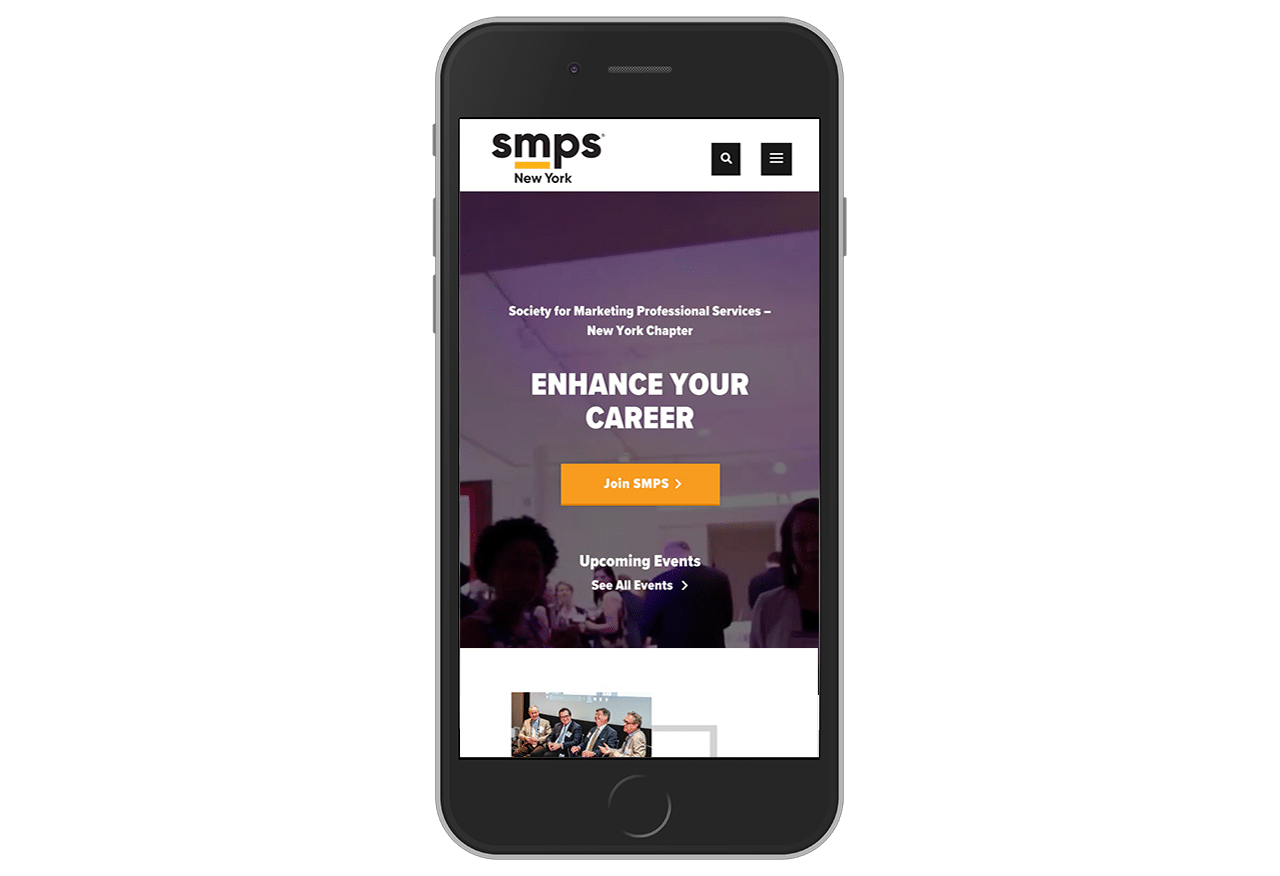 smps®
New York
Society for Marketing Professional Services –
New York Chapter
ENHANCE YOUR
CAREER
Join SMPS >
Upcoming Events
See All Events >